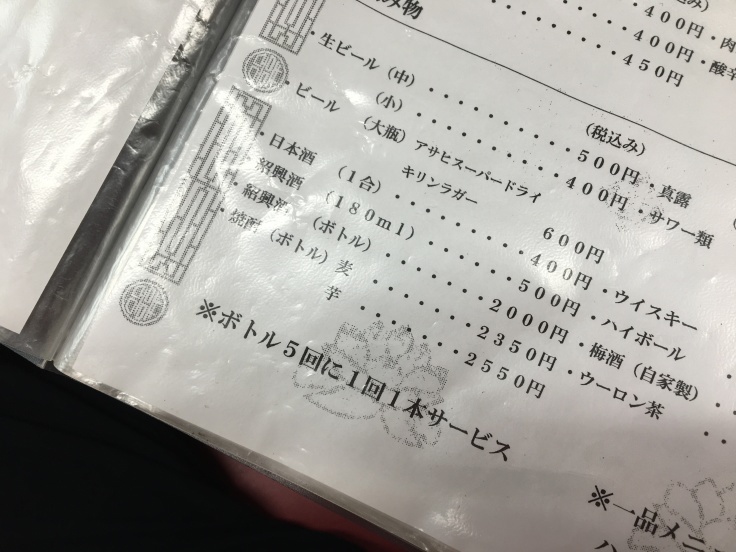 み物
(税込み)
・生ビール(中)・・・・・・・・・・500円
(小)・・・・・・・・・・400円
・ビール(大瓶)アサヒスーパードライ
キリンラガー・・・600円
・日本酒(1合)・・・・・・・・・・400円
・紹興酒(180ml)・・・・・・・500円
・紹興酒(ボトル)・・・・・・・・2000円
・焼酎(ボトル)麦・・・・・・・・2350円
芋・・・・・・・・2550円
※ボトル5回に1回1本サービス
400円
400円
450円
・肉
・酸辛
・真露
・サワー類
・ウイスキー
・ハイボール
・梅酒(自家製)
・ウーロン茶
※一品メニュ